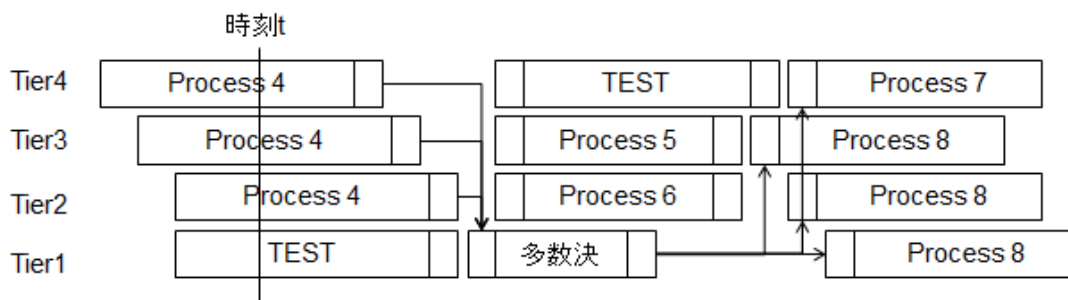 時刻t
Tier4 Process 4 TEST Process 7
Tier3 Process 4 Process 5 Process 8
Tier2 Process 4 Process 6 Process 8
Tier1 TEST 多数決 Process 8